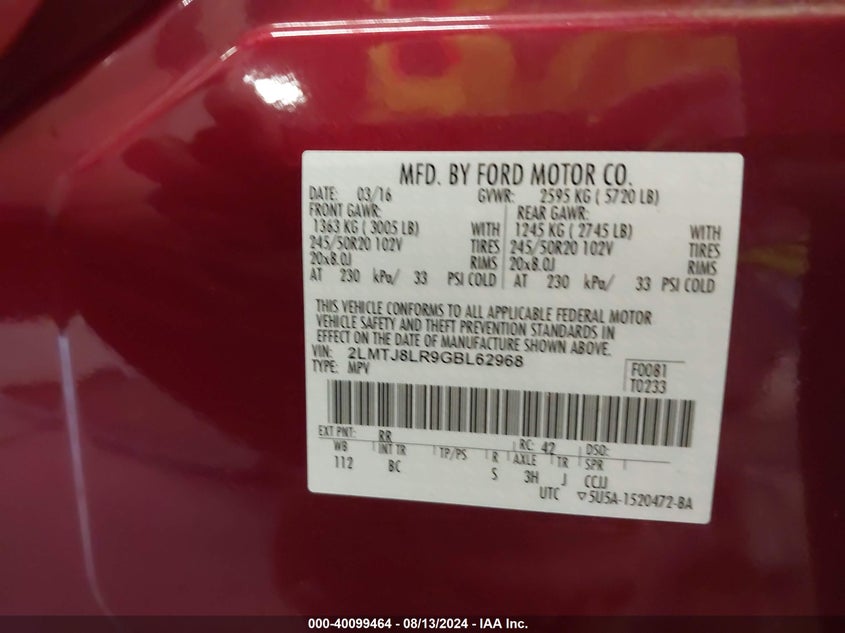 MFD. BY FORD MOTOR CO.
DATE: 03/16 GVWR: 2595 KG ( 5720 LB)
FRONT GAWR: REAR GAWR:
1363 KG ( 3005 LB) WITH 1245 KG ( 2745 LB) WITH
245/50R20 102V TIRES 245/50R20 102V TIRES
20x8.0J RIMS 20x8.0J RIMS
AT 230 kPa/ 33 PSI COLD AT 230 kPa/ 33 PSI COLD
THIS VEHICLE CONFORMS TO ALL APPLICABLE FEDERAL MOTOR
VEHICLE SAFETY AND THEFT PREVENTION STANDARDS IN
EFFECT ON THE DATE OF MANUFACTURE SHOWN ABOVE.
VIN: 2LMTJ8LR9GBL62968 F0081
TYPE: MPV T0233
EXT PNT: RR RC: 42 DSO:
WB INT TR TP/PS R AXLE TR SPR
112 BC S 3H J CCJJ
UTC ▽5U5A-1520472-BA
000-40099464 - 08/13/2024 - IAA Inc.